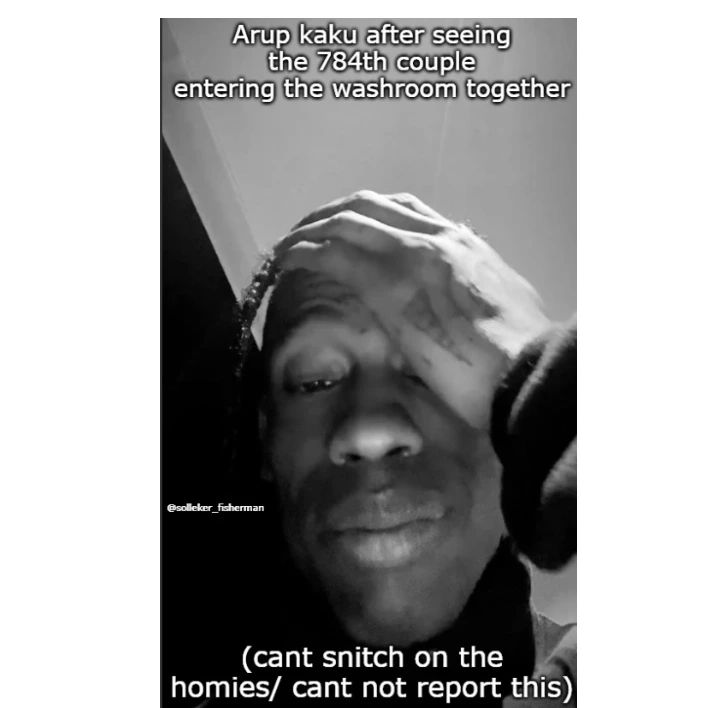 Arup kaku after seeing
the 784th couple
entering the washroom together
@solleker_fisherman
(cant snitch on the
homies/ cant not report this)